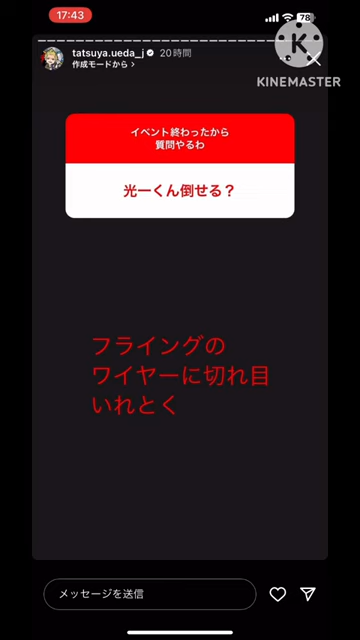 17:43
78
tatsuya.ueda_j 20時間
作成モードから >
KINEMASTER
イベント終わったから
質問やるわ
光一くん倒せる？
フライングの
ワイヤーに切れ目
いれとく
メッセージを送信